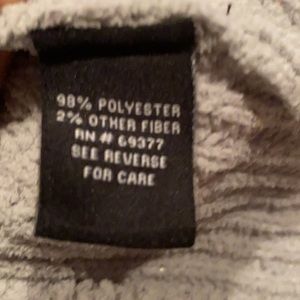 98% POLYESTER
2% OTHER FIBER
RN # 69377
SEE REVERSE
FOR CARE